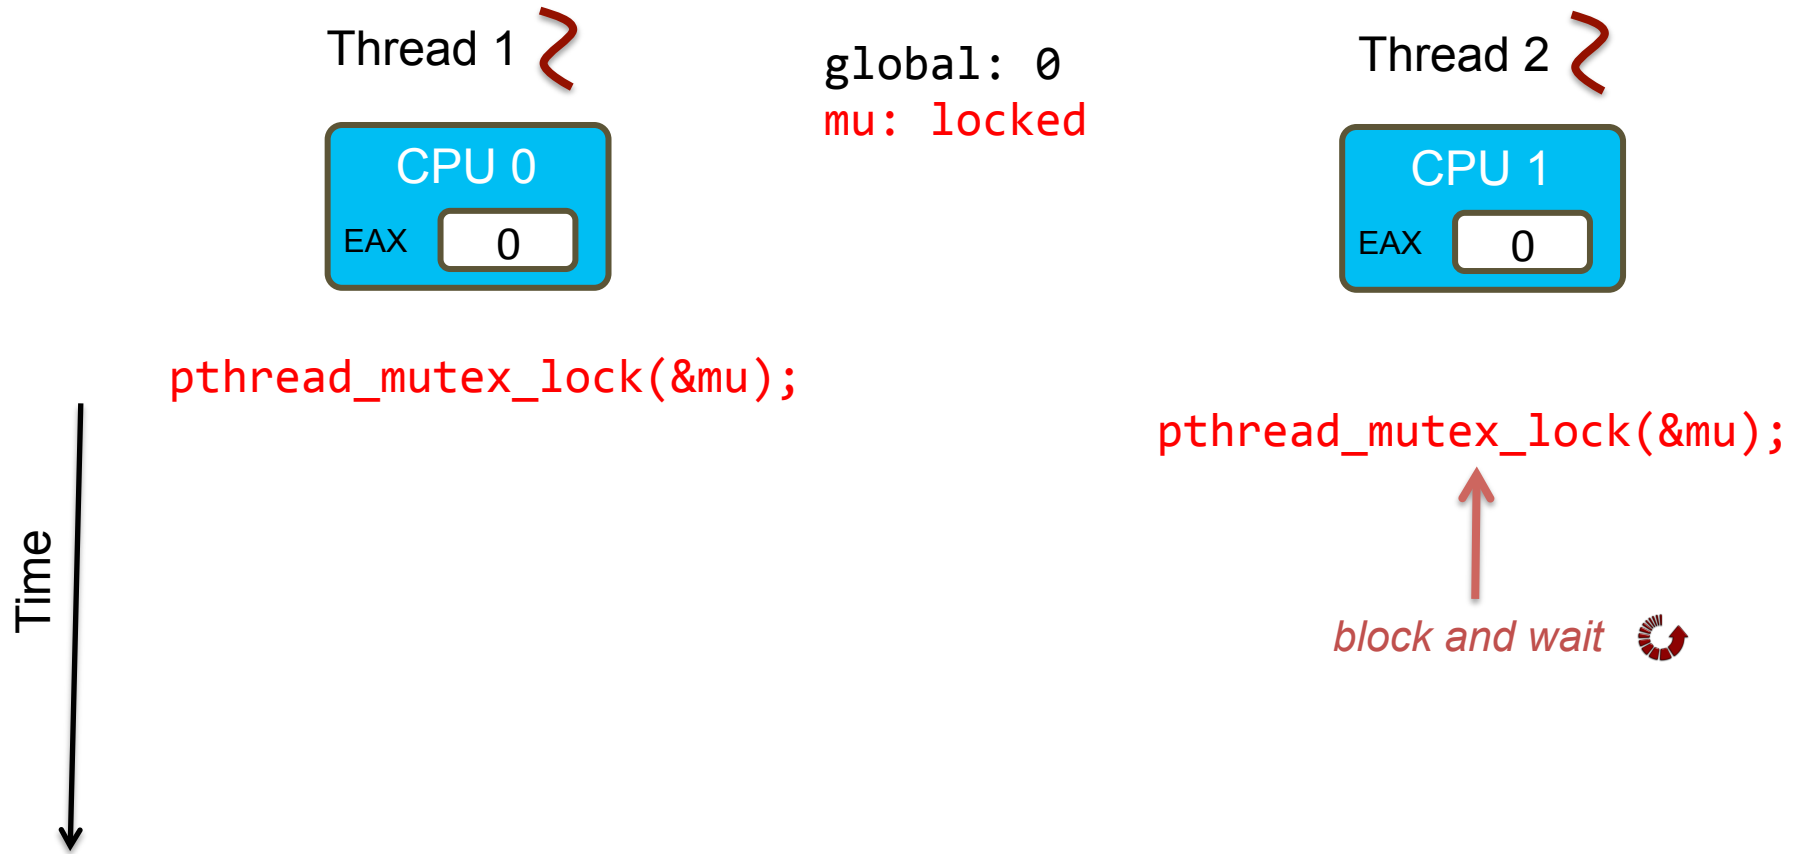 Thread 1
global: 0
mu: locked
Thread 2
CPU 0
EAX 0
CPU 1
EAX 0
pthread_mutex_lock(&mu);
pthread_mutex_lock(&mu);
Time
block and wait